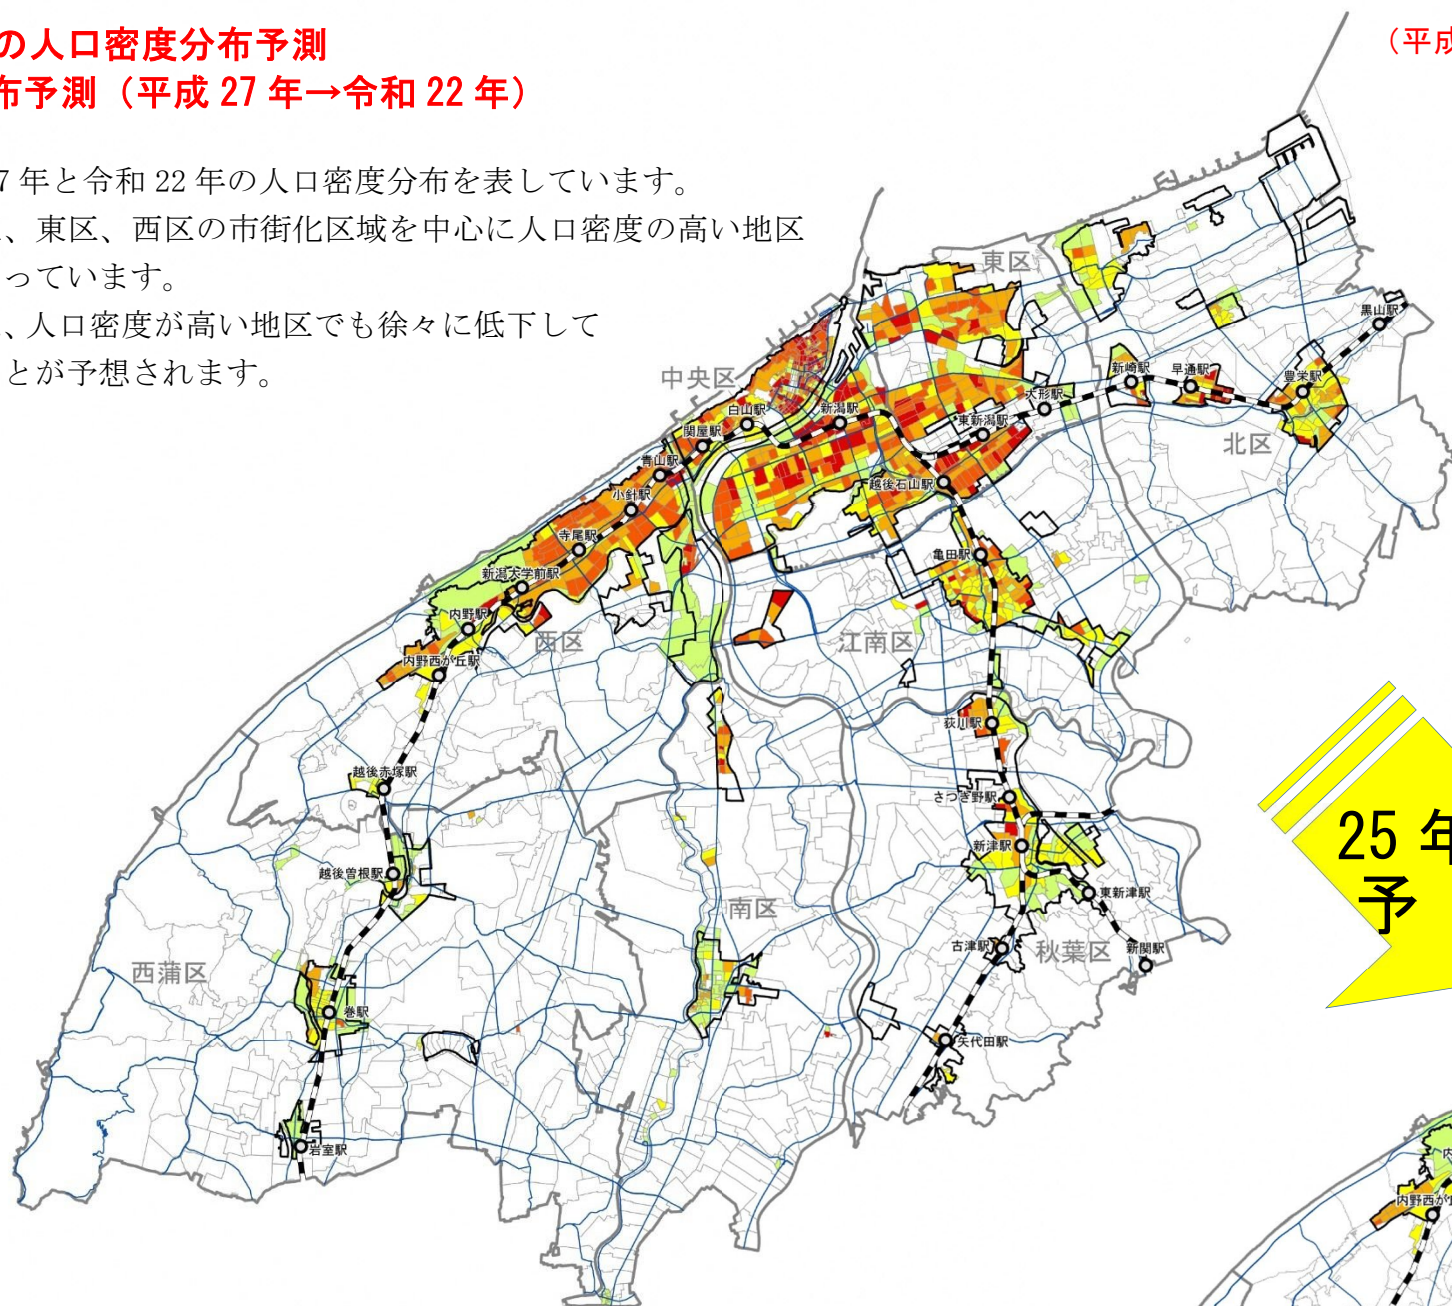 の人口密度分布予測
布予測（平成 27 年→令和 22 年）
（平成
7 年と令和 22 年の人口密度分布を表しています。
、東区、西区の市街化区域を中心に人口密度の高い地区
っています。
、人口密度が高い地区でも徐々に低下して
とが予想されます。
東区
中央区
北区
西区
江南区
南区
秋葉区
西蒲区
黒山駅
豊栄駅
早通駅
新崎駅
大形駅
東新潟駅
新潟駅
白山駅
関屋駅
青山駅
越後石山駅
小針駅
寺尾駅
亀田駅
新潟大学前駅
内野駅
内野西が丘駅
荻川駅
越後赤塚駅
さつき野駅
新津駅
越後曽根駅
東新津駅
古津駅
新関駅
巻駅
矢代田駅
岩室駅
25 年
予
内
内野西が丘